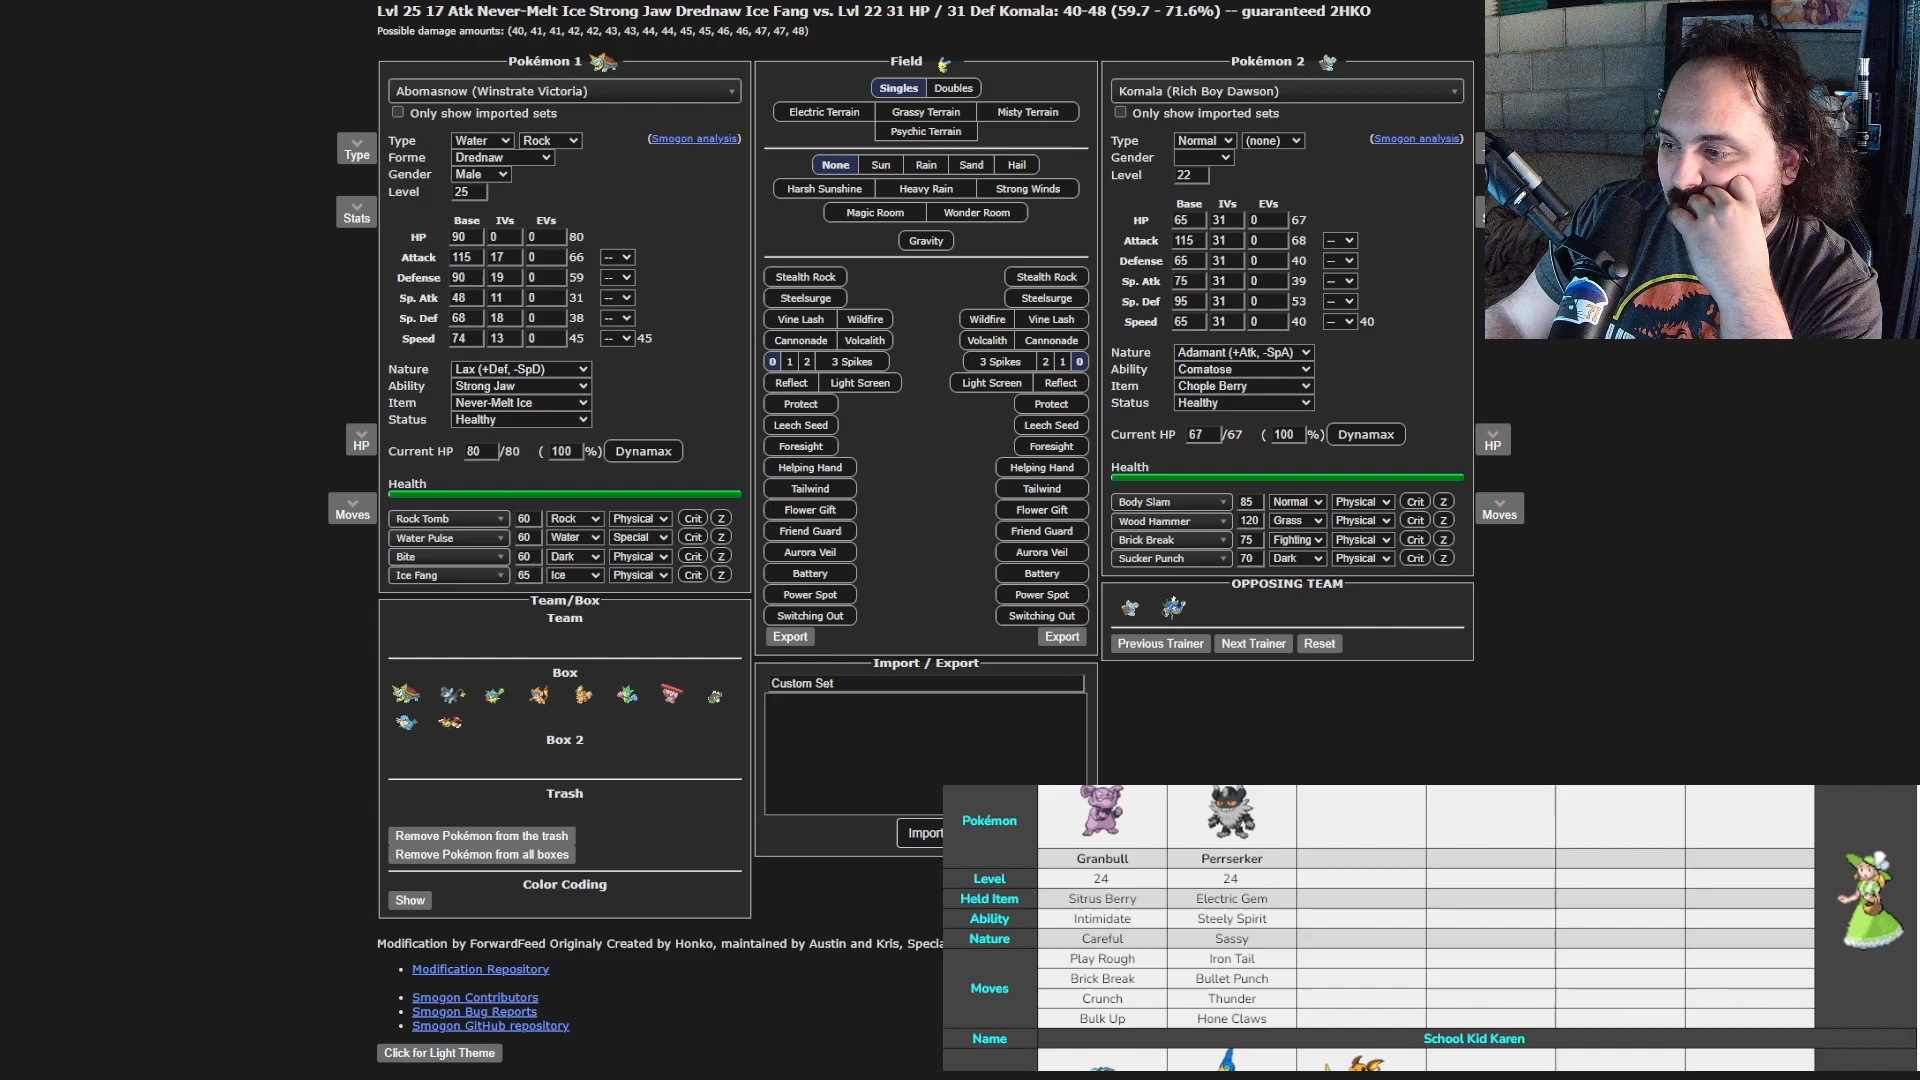 Lvl 25 17 Atk Never-Melt Ice Strong Jaw Drednaw Ice Fang vs. Lvl 22 31 HP / 31 Def Komala: 40-48 (59.7 - 71.6%) -- guaranteed 2HKO
Possible damage amounts: (40, 41, 41, 42, 42, 43, 43, 44, 44, 45, 45, 46, 46, 47, 47, 48)
Pokémon 1
Abomasnow (Winstrate Victoria)
Only show imported sets
Type
Type Water Rock (Smogon analysis)
Forme Drednaw
Gender Male
Level 25
Stats
Base IVs EVs
HP 90 0 0 80
Attack 115 17 0 66 --
Defense 90 19 0 59 --
Sp. Atk 48 11 0 31 --
Sp. Def 68 18 0 38 --
Speed 74 13 0 45 -- 45
Nature Lax (+Def, -SpD)
Ability Strong Jaw
Item Never-Melt Ice
Status Healthy
HP
Current HP 80 /80 ( 100 %) Dynamax
Health
Moves
Rock Tomb 60 Rock Physical Crit Z
Water Pulse 60 Water Special Crit Z
Bite 60 Dark Physical Crit Z
Ice Fang 65 Ice Physical Crit Z
Team/Box
Team
Box
Box 2
Trash
Remove Pokémon from the trash
Remove Pokémon from all boxes
Color Coding
Show
Field
Singles Doubles
Electric Terrain Grassy Terrain Misty Terrain
Psychic Terrain
None Sun Rain Sand Hail
Harsh Sunshine Heavy Rain Strong Winds
Magic Room Wonder Room
Gravity
Stealth Rock Stealth Rock
Steelsurge Steelsurge
Vine Lash Wildfire Wildfire Vine Lash
Cannonade Volcalith Volcalith Cannonade
0 1 2 3 Spikes 3 Spikes 2 1 0
Reflect Light Screen Light Screen Reflect
Protect Protect
Leech Seed Leech Seed
Foresight Foresight
Helping Hand Helping Hand
Tailwind Tailwind
Flower Gift Flower Gift
Friend Guard Friend Guard
Aurora Veil Aurora Veil
Battery Battery
Power Spot Power Spot
Switching Out Switching Out
Export Export
Import / Export
Custom Set
Import
Pokémon 2
Komala (Rich Boy Dawson)
Only show imported sets
Type Normal (none) (Smogon analysis)
Gender
Level 22
Base IVs EVs
HP 65 31 0 67
Attack 115 31 0 68 --
Defense 65 31 0 40 --
Sp. Atk 75 31 0 39 --
Sp. Def 95 31 0 53 --
Speed 65 31 0 40 -- 40
Nature Adamant (+Atk, -SpA)
Ability Comatose
Item Chople Berry
Status Healthy
Current HP 67 /67 ( 100 %) Dynamax
HP
Health
Body Slam 85 Normal Physical Crit Z
Wood Hammer 120 Grass Physical Crit Z
Brick Break 75 Fighting Physical Crit Z
Sucker Punch 70 Dark Physical Crit Z
Moves
OPPOSING TEAM
Previous Trainer Next Trainer Reset
Modification by ForwardFeed Originaly Created by Honko, maintained by Austin and Kris, Specia
Modification Repository
Smogon Contributors
Smogon Bug Reports
Smogon GitHub repository
Click for Light Theme
Pokémon
Granbull Perrserker
Level 24 24
Held Item Sitrus Berry Electric Gem
Ability Intimidate Steely Spirit
Nature Careful Sassy
Moves
Play Rough Iron Tail
Brick Break Bullet Punch
Crunch Thunder
Bulk Up Hone Claws
Name School Kid Karen